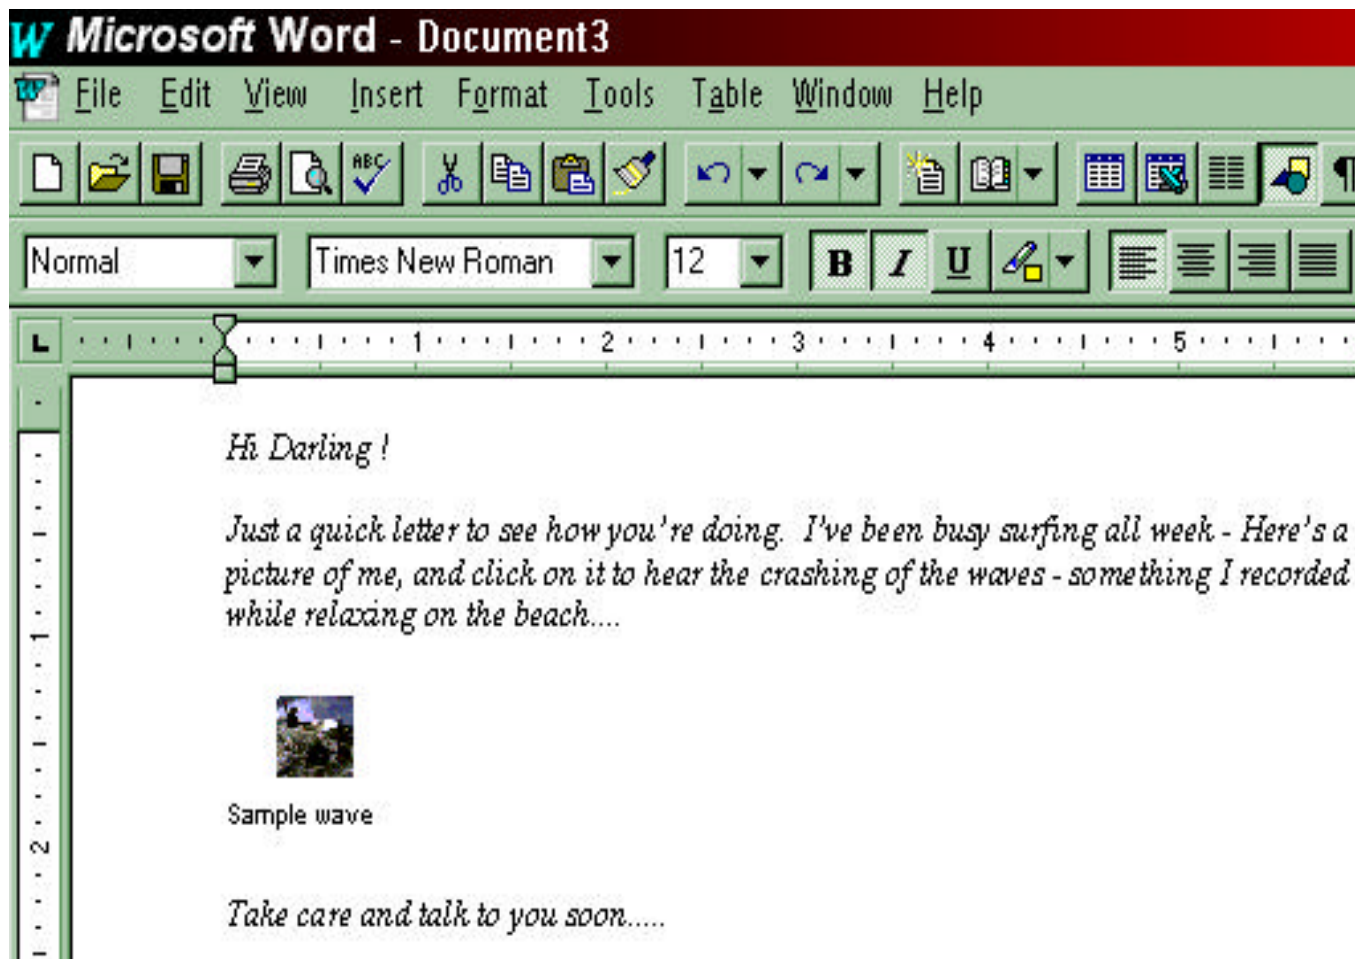 Microsoft Word - Document3
File Edit View Insert Format Tools Table Window Help
ABC
Normal Times New Roman 12 B I U
L 1 2 3 4 5
Hi Darling !
Just a quick letter to see how you're doing.  I've been busy surfing all week - Here's a
picture of me, and click on it to hear the crashing of the waves - something I recorded
while relaxing on the beach....
1
Sample wave
2
Take care and talk to you soon.....